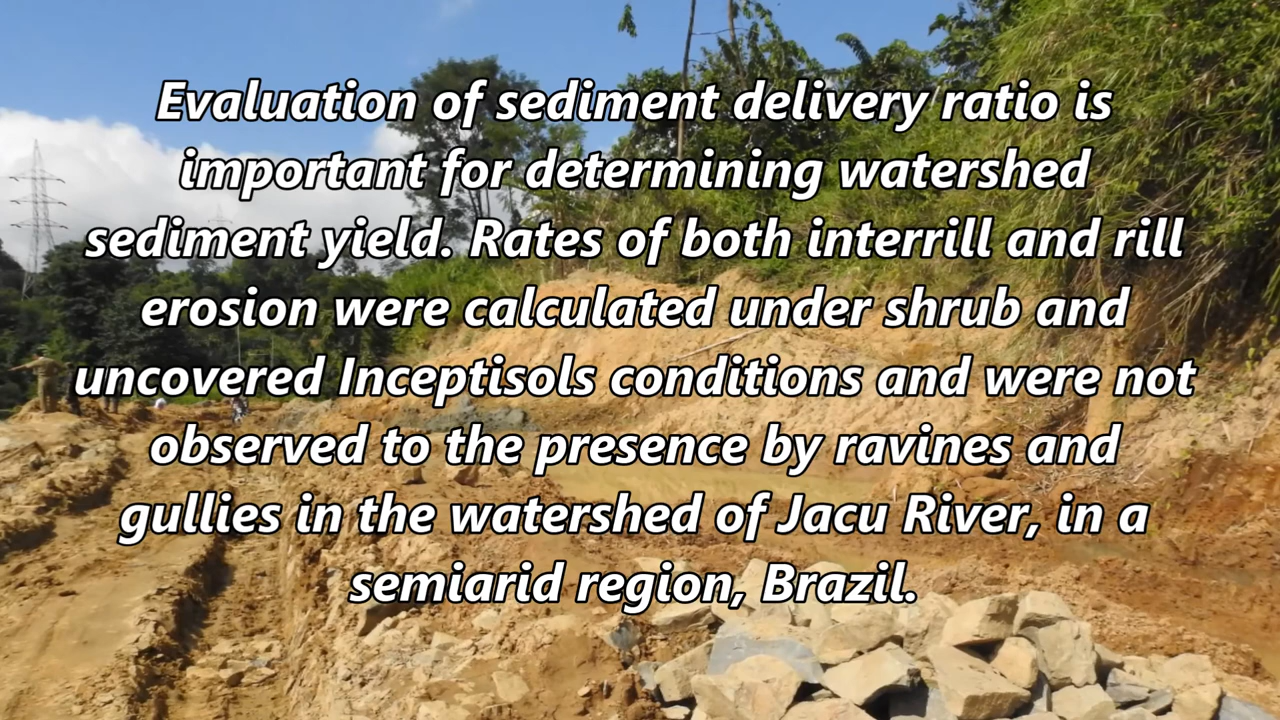 Evaluation of sediment delivery ratio is
important for determining watershed
sediment yield. Rates of both interrill and rill
erosion were calculated under shrub and
uncovered Inceptisols conditions and were not
observed to the presence by ravines and
gullies in the watershed of Jacu River, in a
semiarid region, Brazil.